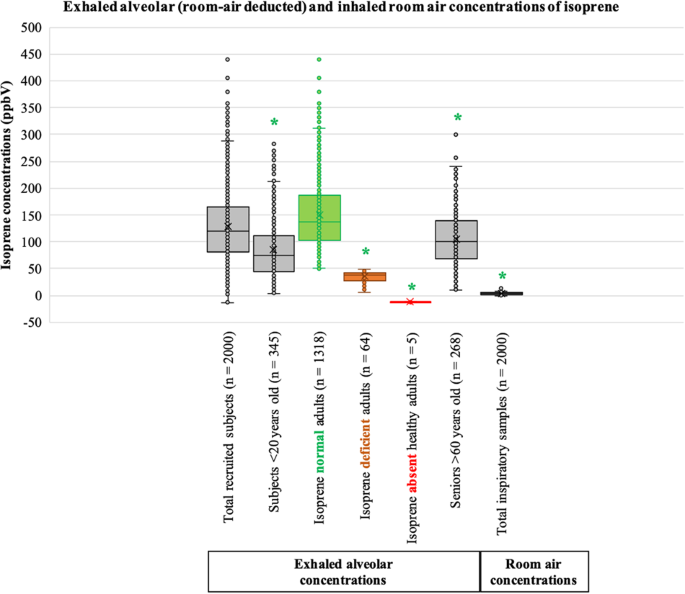 Exhaled alveolar (room-air deducted) and inhaled room air concentrations of isoprene
Isoprene concentrations (ppbV)
500
450
400
350
300
250
200
150
100
50
0
-50
*
*
*
*
*
Total recruited subjects (n = 2000)
Subjects <20 years old (n = 345)
Isoprene normal adults (n = 1318)
Isoprene deficient adults (n = 64)
Isoprene absent healthy adults (n = 5)
Seniors >60 years old (n = 268)
Total inspiratory samples (n = 2000)
Exhaled alveolar
concentrations
Room air
concentrations